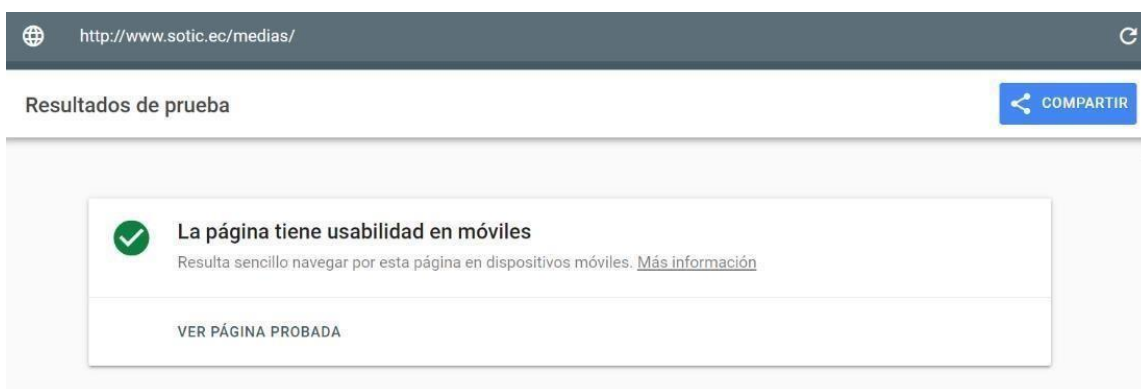 http://www.sotic.ec/medias/
Resultados de prueba
COMPARTIR
La página tiene usabilidad en móviles
Resulta sencillo navegar por esta página en dispositivos móviles. Más información
VER PÁGINA PROBADA